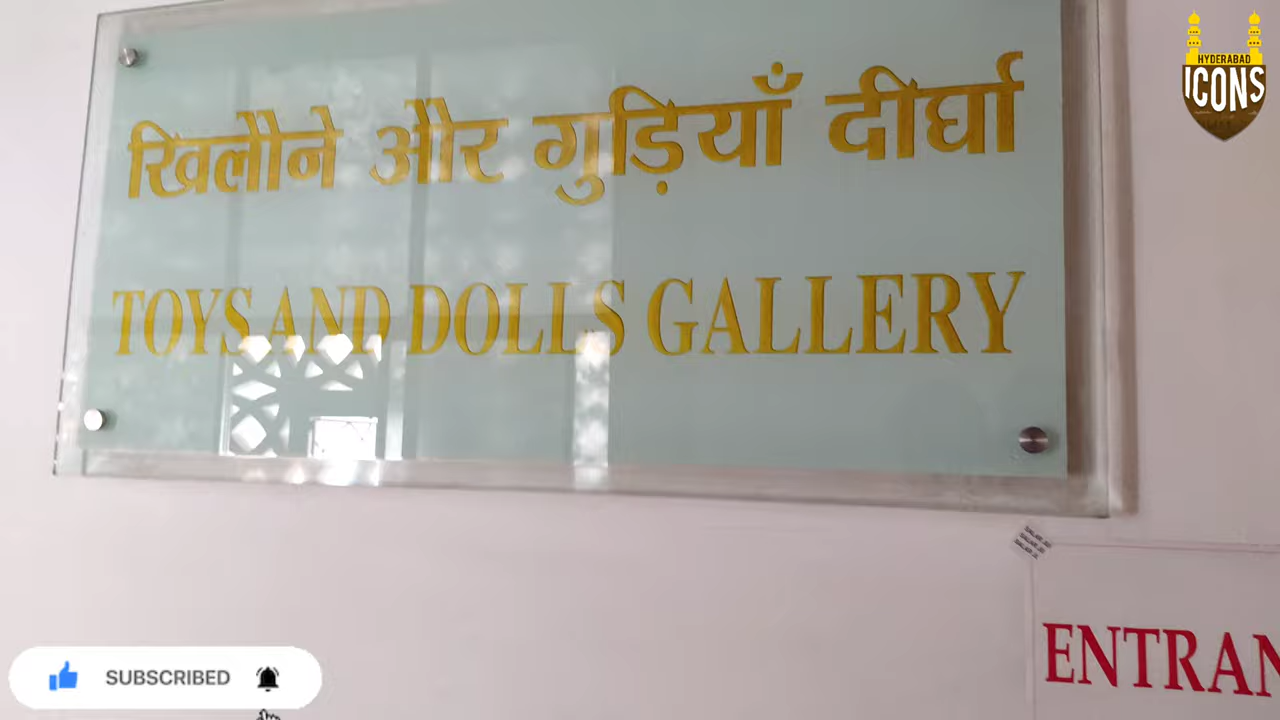 खिलौने और गुड़ियाँ दीर्घा
TOYS AND DOLLS GALLERY
ENTRAN
HYDERABAD
ICONS
SUBSCRIBED